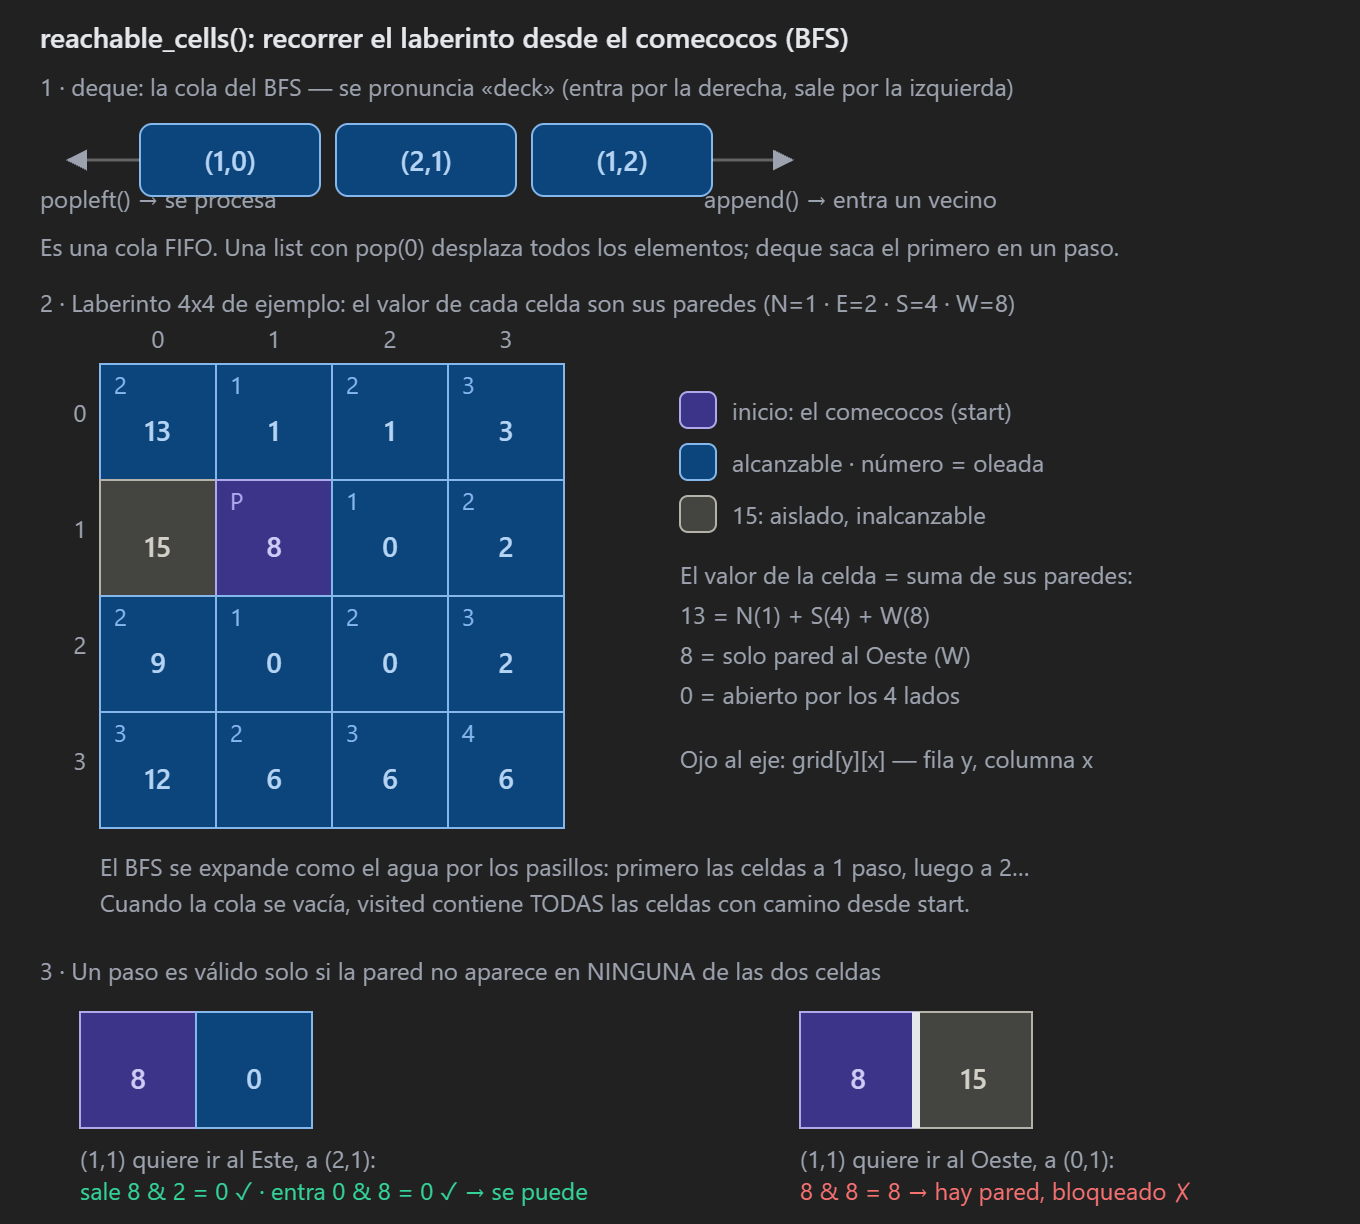 reachable_cells(): recorrer el laberinto desde el comecocos (BFS)
1 · deque: la cola del BFS — se pronuncia «deck» (entra por la derecha, sale por la izquierda)
(1,0) (2,1) (1,2)
popleft() → se procesa append() → entra un vecino
Es una cola FIFO. Una list con pop(0) desplaza todos los elementos; deque saca el primero en un paso.
2 · Laberinto 4x4 de ejemplo: el valor de cada celda son sus paredes (N=1 · E=2 · S=4 · W=8)
0 1 2 3
2 1 2 3
0 13 1 1 3
P 1 2
1 15 8 0 2
2 1 2 3
2 9 0 0 2
3 2 3 4
3 12 6 6 6
inicio: el comecocos (start)
alcanzable · número = oleada
15: aislado, inalcanzable
El valor de la celda = suma de sus paredes:
13 = N(1) + S(4) + W(8)
8 = solo pared al Oeste (W)
0 = abierto por los 4 lados
Ojo al eje: grid[y][x] — fila y, columna x
El BFS se expande como el agua por los pasillos: primero las celdas a 1 paso, luego a 2...
Cuando la cola se vacía, visited contiene TODAS las celdas con camino desde start.
3 · Un paso es válido solo si la pared no aparece en NINGUNA de las dos celdas
8 0
(1,1) quiere ir al Este, a (2,1):
sale 8 & 2 = 0 ✓ · entra 0 & 8 = 0 ✓ → se puede
8 15
(1,1) quiere ir al Oeste, a (0,1):
8 & 8 = 8 → hay pared, bloqueado ✗